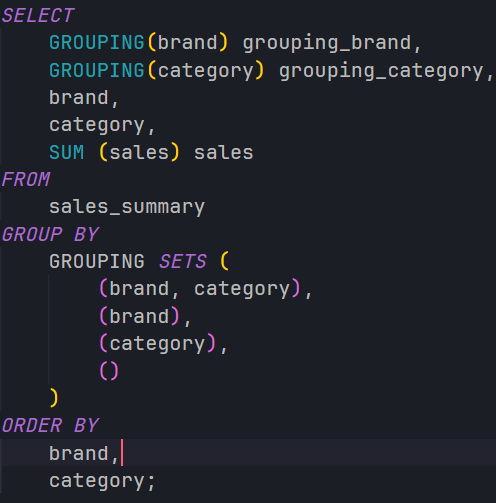 SELECT
    GROUPING(brand) grouping_brand,
    GROUPING(category) grouping_category,
    brand,
    category,
    SUM (sales) sales
FROM
    sales_summary
GROUP BY
    GROUPING SETS (
        (brand, category),
        (brand),
        (category),
        ()
    )
ORDER BY
    brand,
    category;